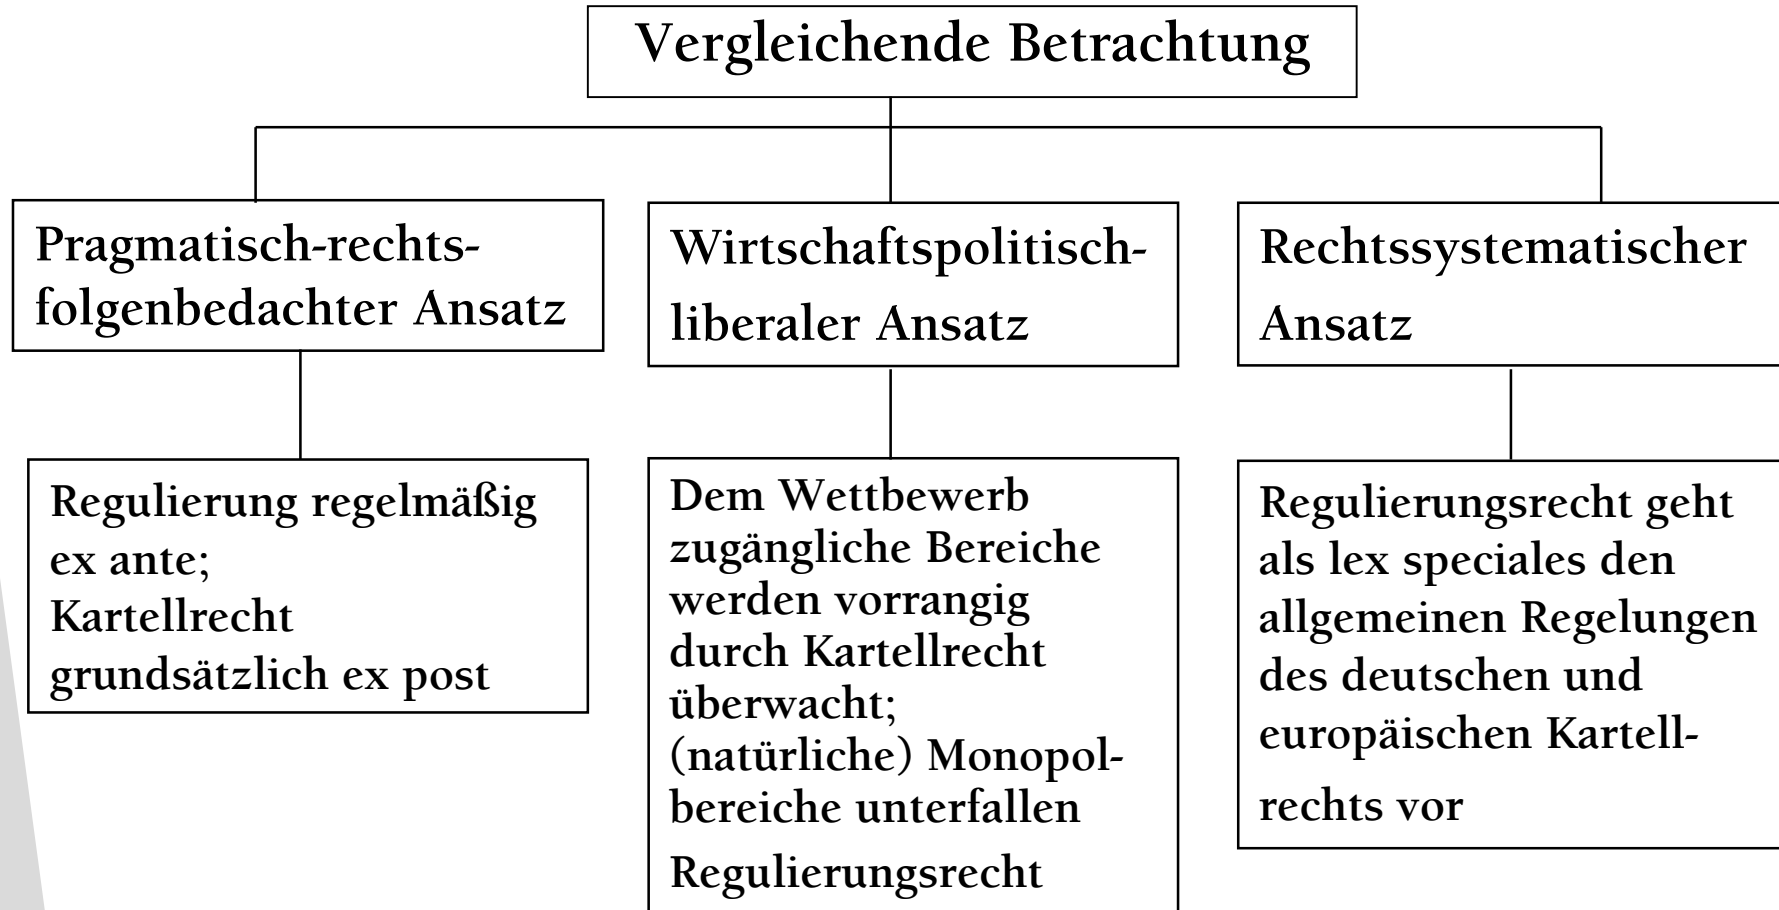 Vergleichende Betrachtung
Pragmatisch-rechts-
folgenbedachter Ansatz
Wirtschaftspolitisch-
liberaler Ansatz
Rechtssystematischer
Ansatz
Regulierung regelmäßig
ex ante;
Kartellrecht
grundsätzlich ex post
Dem Wettbewerb
zugängliche Bereiche
werden vorrangig
durch Kartellrecht
überwacht;
(natürliche) Monopol-
bereiche unterfallen
Regulierungsrecht
Regulierungsrecht geht
als lex speciales den
allgemeinen Regelungen
des deutschen und
europäischen Kartell-
rechts vor